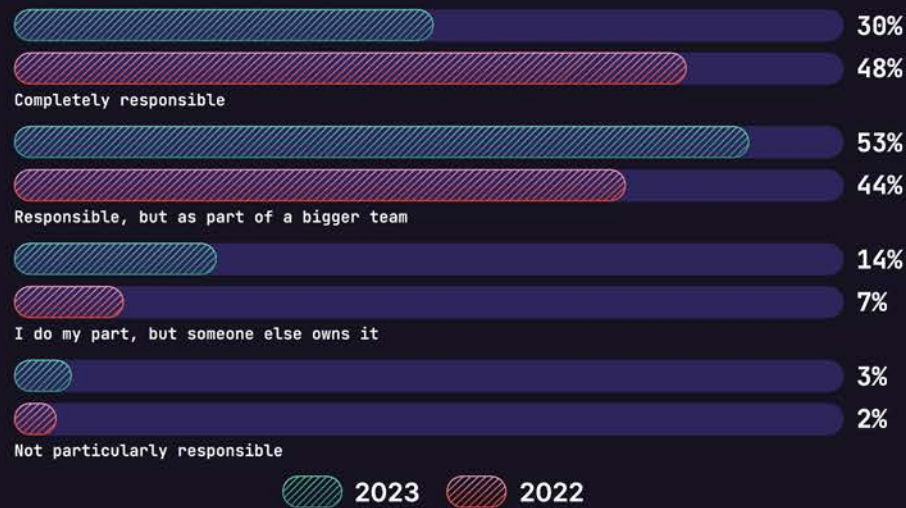 30%
48%
Completely responsible
53%
44%
Responsible, but as part of a bigger team
14%
7%
I do my part, but someone else owns it
3%
2%
Not particularly responsible
2023 2022